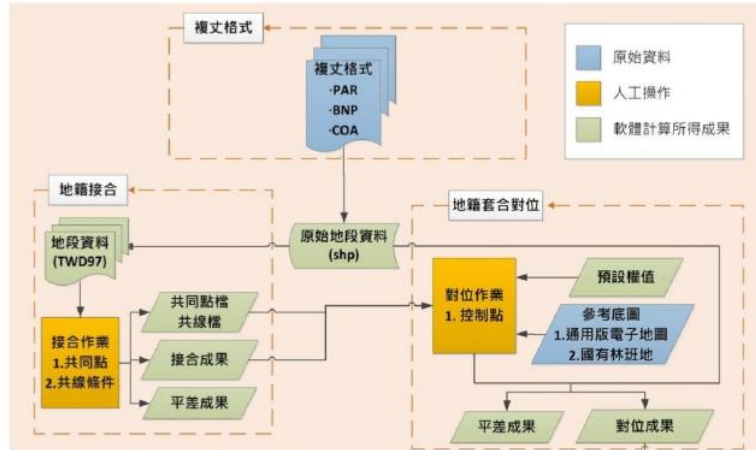 複丈格式
複丈格式
·PAR
·BNP
·COA
原始資料
人工操作
軟體計算所得成果
地籍接合
地段資料
(TWD97)
原始地段資料
(shp)
接合作業
1.共同點
2.共線條件
共同點檔
共線檔
接合成果
平差成果
地籍套合對位
對位作業
1. 控制點
預設權值
參考底圖
1.通用版電子地圖
2.國有林班地
平差成果
對位成果